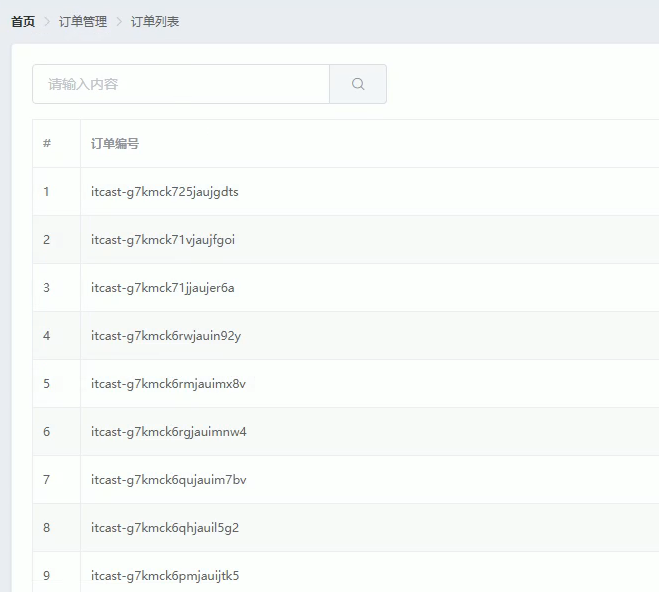 首页 > 订单管理 > 订单列表
请输入内容
# 订单编号
1 itcast-g7kmck725jaujgdts
2 itcast-g7kmck71vjaujfgoi
3 itcast-g7kmck71jjaujer6a
4 itcast-g7kmck6rwjauin92y
5 itcast-g7kmck6rmjauimx8v
6 itcast-g7kmck6rgjauimnw4
7 itcast-g7kmck6qujauim7bv
8 itcast-g7kmck6qhjauil5g2
9 itcast-g7kmck6pmjauijtk5